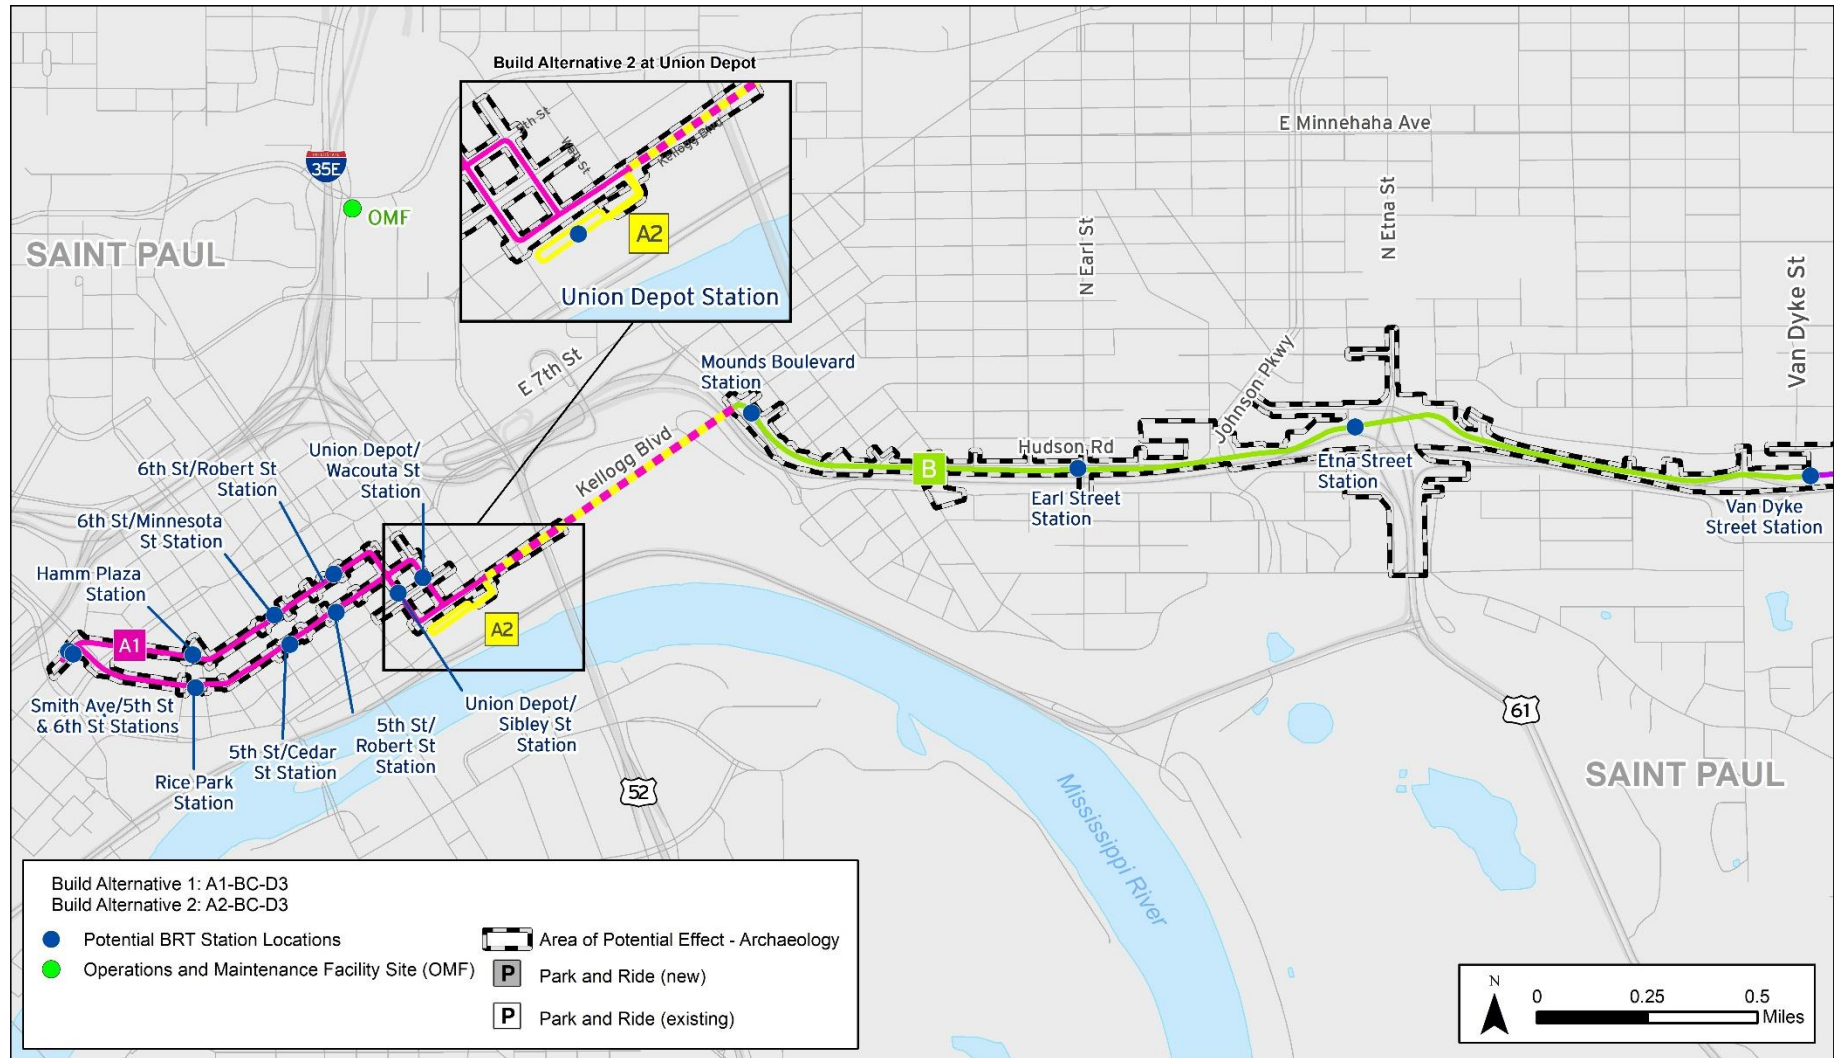 Build Alternative 2 at Union Depot
5th St
Wall St
Kellogg Blvd
A2
Union Depot Station
35E
OMF
SAINT PAUL
E Minnehaha Ave
N Earl St
N Etna St
Van Dyke St
Johnson Pkwy
E 7th St
Kellogg Blvd
Mounds Boulevard
Station
Hudson Rd
B
Earl Street
Station
Etna Street
Station
Van Dyke
Street Station
Union Depot/
Wacouta St
Station
6th St/Robert St
Station
6th St/Minnesota
St Station
Hamm Plaza
Station
A1
A2
Smith Ave/5th St
& 6th St Stations
Rice Park
Station
5th St/Cedar
St Station
5th St/
Robert St
Station
Union Depot/
Sibley St
Station
52
61
Mississippi River
SAINT PAUL
Build Alternative 1: A1-BC-D3
Build Alternative 2: A2-BC-D3
Potential BRT Station Locations
Operations and Maintenance Facility Site (OMF)
Area of Potential Effect - Archaeology
P Park and Ride (new)
P Park and Ride (existing)
N
0 0.25 0.5
Miles